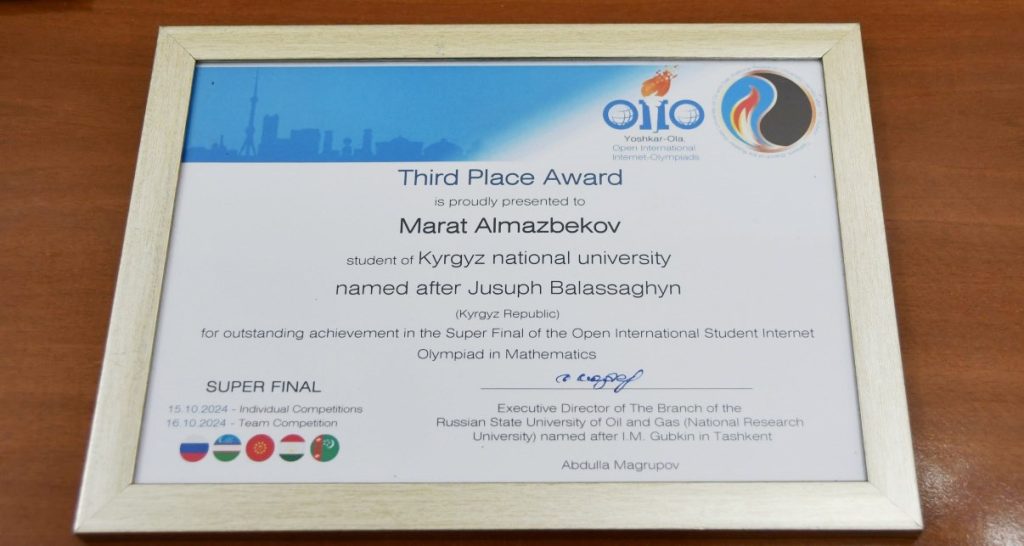 OIIO
Yoshkar-Ola.
Open International
Internet-Olympiads
Third Place Award
is proudly presented to
Marat Almazbekov
student of Kyrgyz national university
named after Jusuph Balassaghyn
(Kyrgyz Republic)
for outstanding achievement in the Super Final of the Open International Student Internet
Olympiad in Mathematics
SUPER FINAL
15.10.2024 - Individual Competitions
16.10.2024 - Team Competition
Executive Director of The Branch of the
Russian State University of Oil and Gas (National Research
University) named after I.M. Gubkin in Tashkent
Abdulla Magrupov